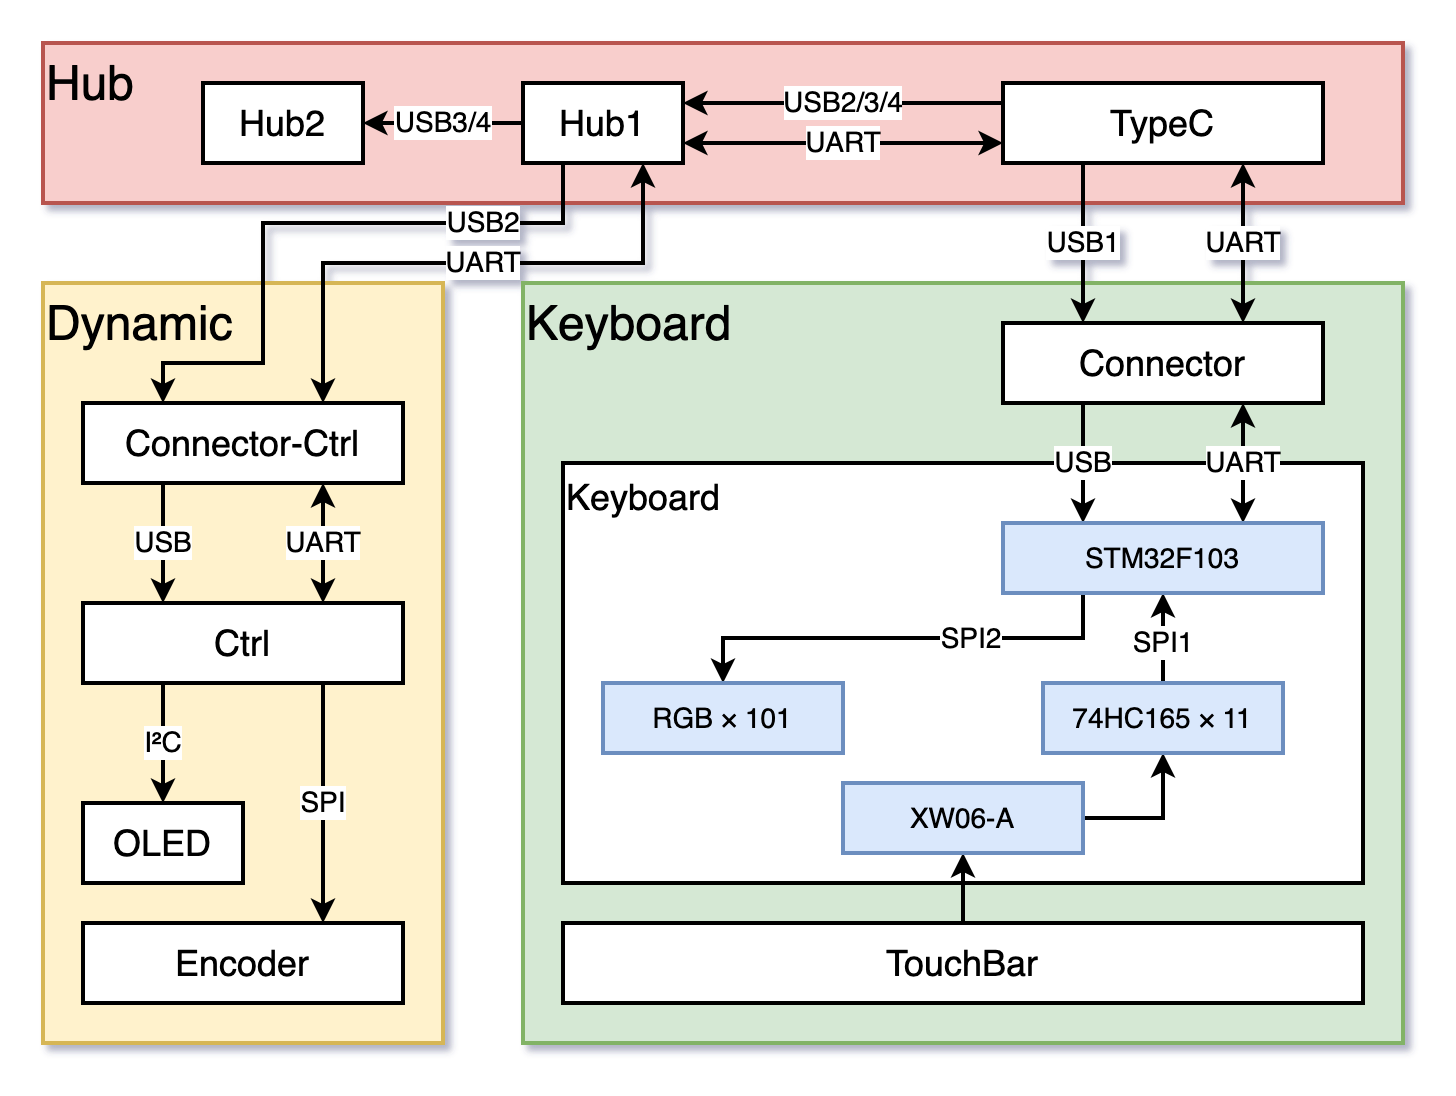 Hub
Hub2
USB3/4
Hub1
USB2/3/4
UART
TypeC
USB2
UART
USB1
UART
Dynamic
Connector-Ctrl
USB
UART
Ctrl
I²C
SPI
OLED
Encoder
Keyboard
Connector
USB
UART
Keyboard
STM32F103
SPI2
SPI1
RGB × 101
74HC165 × 11
XW06-A
TouchBar